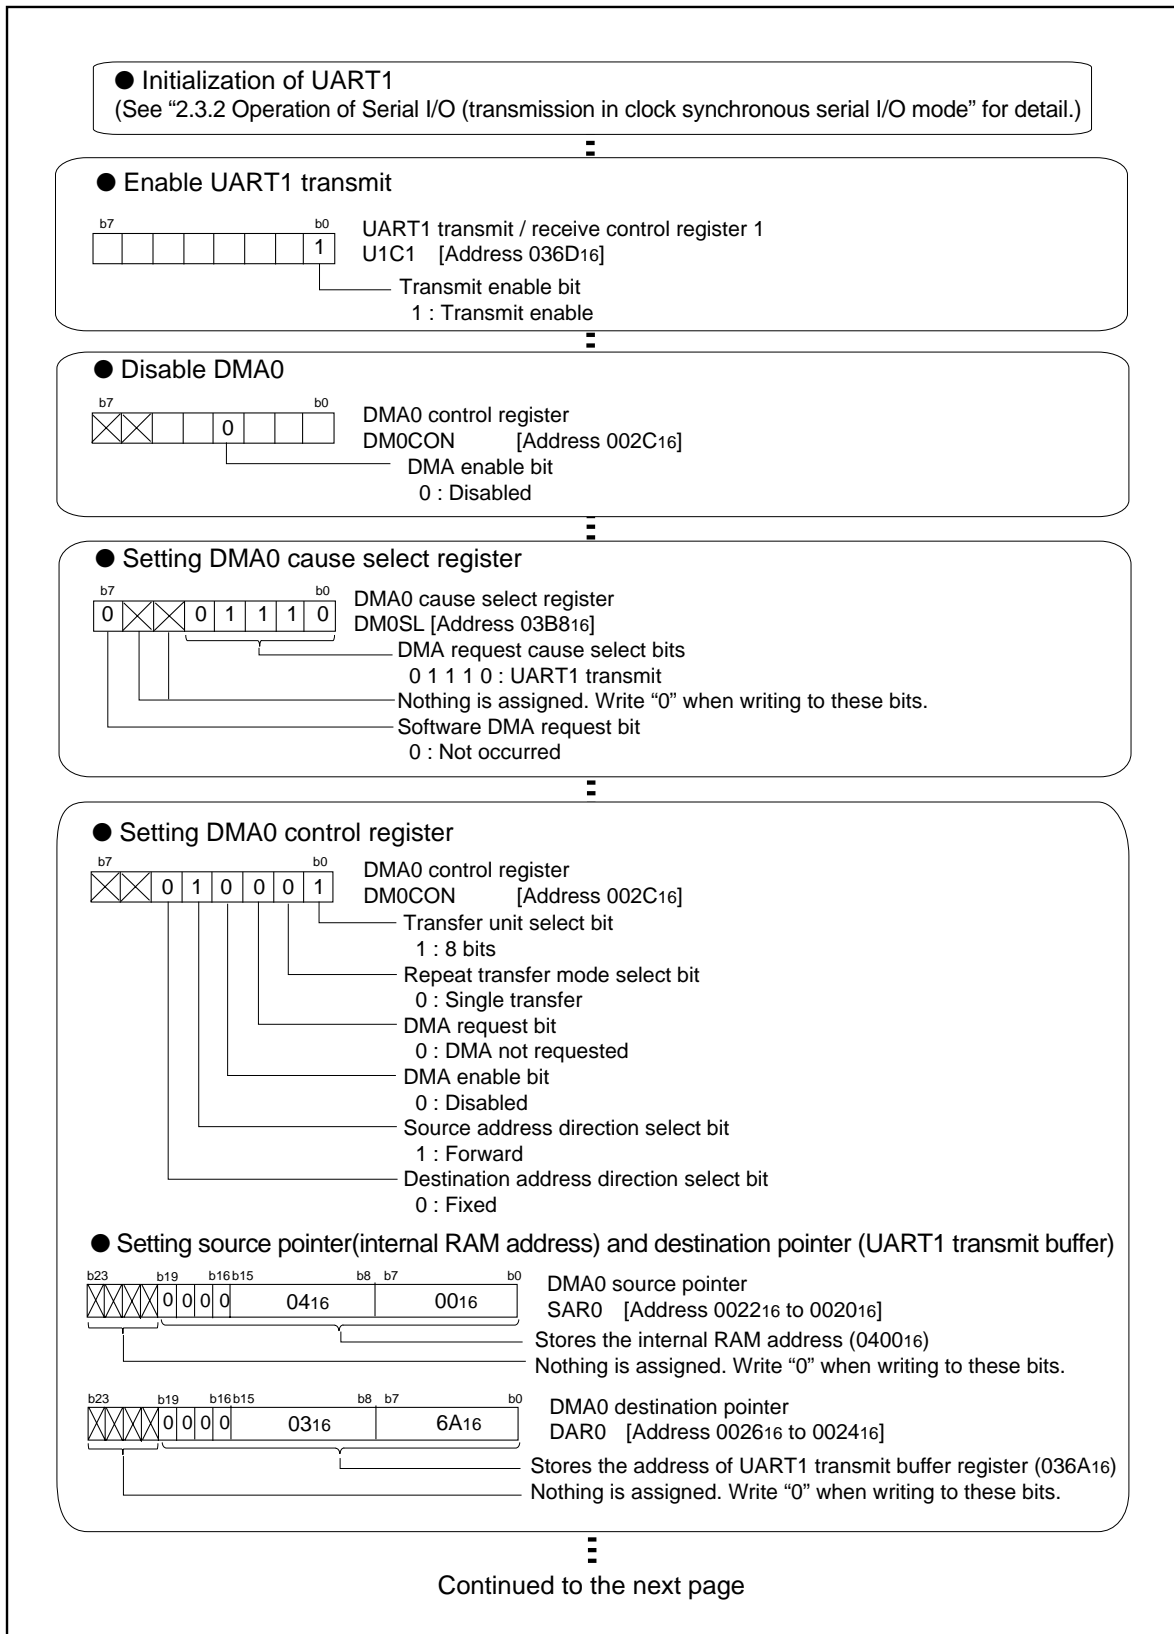 ● Initialization of UART1
(See “2.3.2 Operation of Serial I/O (transmission in clock synchronous serial I/O mode” for detail.)
● Enable UART1 transmit
b7 b0
1
UART1 transmit / receive control register 1
U1C1 [Address 036D16]
Transmit enable bit
1 : Transmit enable
● Disable DMA0
b7 b0
0
DMA0 control register
DM0CON [Address 002C16]
DMA enable bit
0 : Disabled
● Setting DMA0 cause select register
b7 b0
0 0 1 1 1 0
DMA0 cause select register
DM0SL [Address 03B816]
DMA request cause select bits
0 1 1 1 0 : UART1 transmit
Nothing is assigned. Write “0” when writing to these bits.
Software DMA request bit
0 : Not occurred
● Setting DMA0 control register
b7 b0
0 1 0 0 0 1
DMA0 control register
DM0CON [Address 002C16]
Transfer unit select bit
1 : 8 bits
Repeat transfer mode select bit
0 : Single transfer
DMA request bit
0 : DMA not requested
DMA enable bit
0 : Disabled
Source address direction select bit
1 : Forward
Destination address direction select bit
0 : Fixed
● Setting source pointer(internal RAM address) and destination pointer (UART1 transmit buffer)
b23 b19 b16 b15 b8 b7 b0
0 0 0 0 0416 0016
DMA0 source pointer
SAR0 [Address 002216 to 002016]
Stores the internal RAM address (040016)
Nothing is assigned. Write “0” when writing to these bits.
b23 b19 b16 b15 b8 b7 b0
0 0 0 0 0316 6A16
DMA0 destination pointer
DAR0 [Address 002616 to 002416]
Stores the address of UART1 transmit buffer register (036A16)
Nothing is assigned. Write “0” when writing to these bits.
Continued to the next page